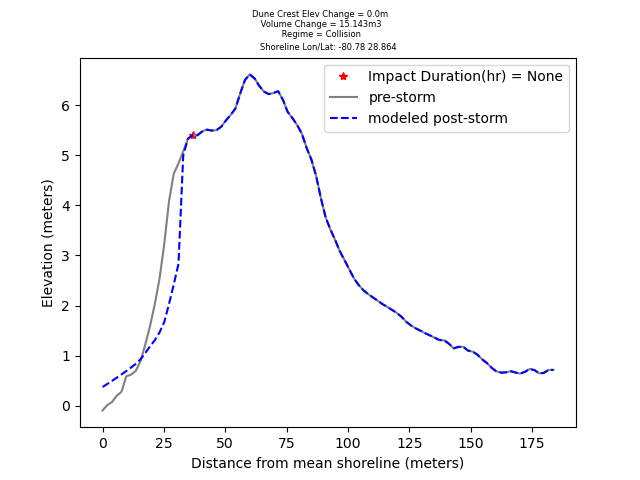 Dune Crest Elev Change = 0.0m
Volume Change = 15.143m3
Regime = Collision
Shoreline Lon/Lat: -80.78 28.864
Impact Duration(hr) = None
pre-storm
modeled post-storm
Elevation (meters)
6
5
4
3
2
1
0
0 25 50 75 100 125 150 175
Distance from mean shoreline (meters)